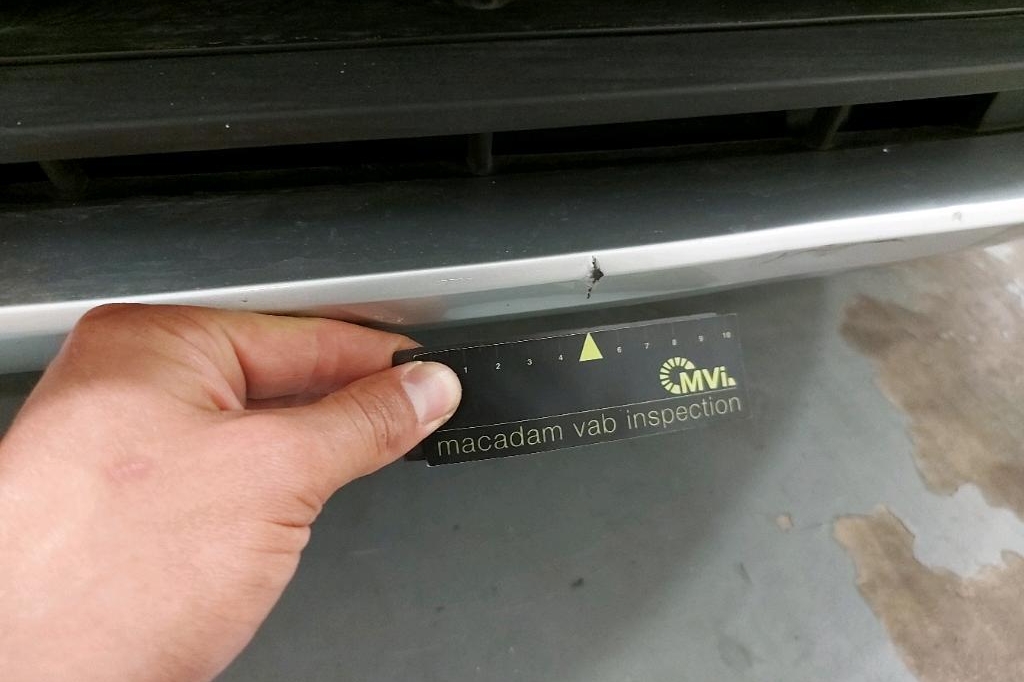 1 2 3 4 6 7 8 9 10
MVi
macadam vab inspection